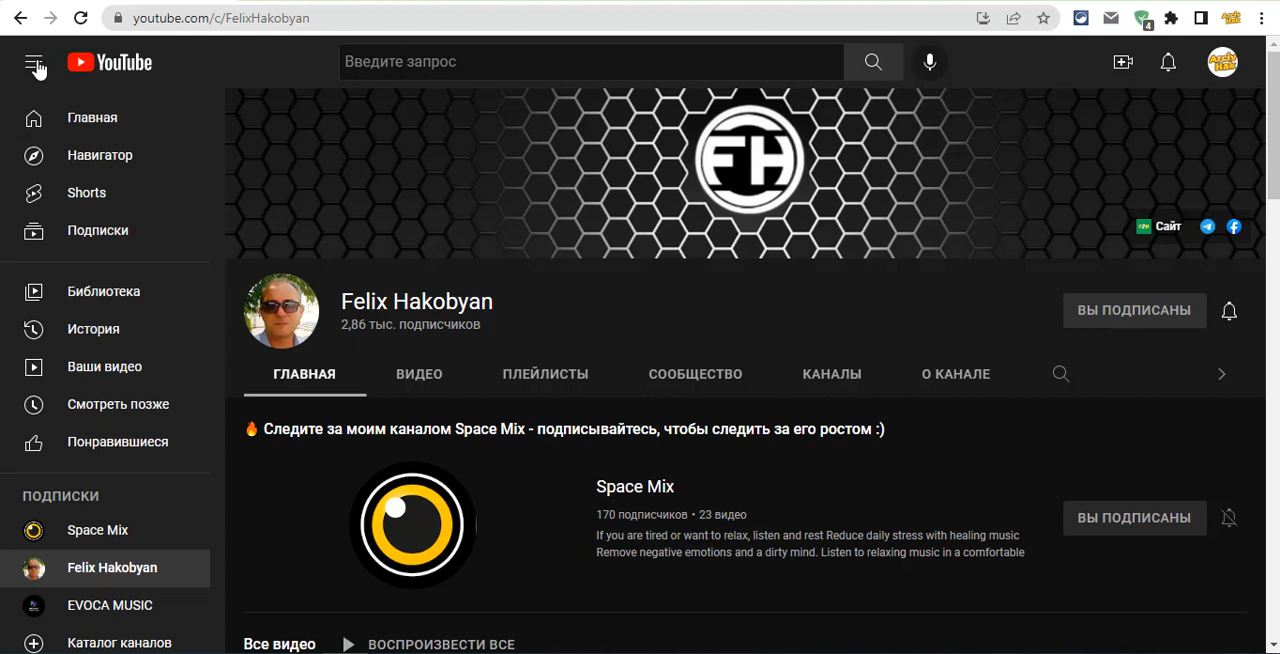 youtube.com/c/FelixHakobyan
4
Archy Hak
YouTube
Введите запрос
Archy Hak
Главная
Навигатор
Shorts
Подписки
Библиотека
История
Ваши видео
Смотреть позже
Понравившиеся
ПОДПИСКИ
Space Mix
Felix Hakobyan
EVOCA MUSIC
Каталог каналов
FH
Сайт
Felix Hakobyan
2,86 тыс. подписчиков
ВЫ ПОДПИСАНЫ
ГЛАВНАЯ ВИДЕО ПЛЕЙЛИСТЫ СООБЩЕСТВО КАНАЛЫ О КАНАЛЕ
🔥 Следите за моим каналом Space Mix - подписывайтесь, чтобы следить за его ростом :)
Space Mix
170 подписчиков • 23 видео
If you are tired or want to relax, listen and rest Reduce daily stress with healing music
Remove negative emotions and a dirty mind. Listen to relaxing music in a comfortable
ВЫ ПОДПИСАНЫ
Все видео ВОСПРОИЗВЕСТИ ВСЕ